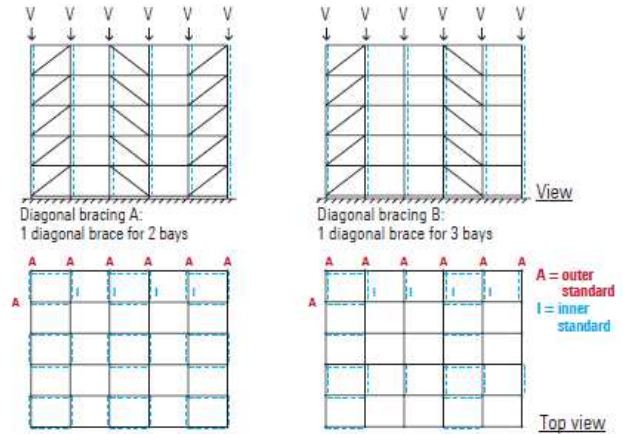 V V V V V V
V V V V V V
View
Diagonal bracing A:
1 diagonal brace for 2 bays
Diagonal bracing B:
1 diagonal brace for 3 bays
A A A A A A
A A A A A A
A = outer
standard
I = inner
standard
A
I I I I
A
I I I I
Top view